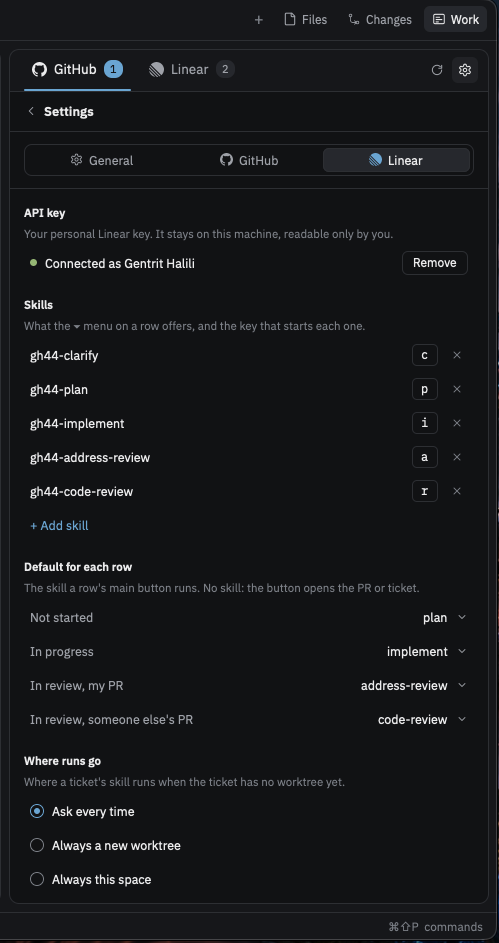 + Files Changes Work
GitHub 1 Linear 2
Settings
General GitHub Linear
API key
Your personal Linear key. It stays on this machine, readable only by you.
Connected as Gentrit Halili Remove
Skills
What the ▾ menu on a row offers, and the key that starts each one.
gh44-clarify c ×
gh44-plan p ×
gh44-implement i ×
gh44-address-review a ×
gh44-code-review r ×
+ Add skill
Default for each row
The skill a row's main button runs. No skill: the button opens the PR or ticket.
Not started plan
In progress implement
In review, my PR address-review
In review, someone else's PR code-review
Where runs go
Where a ticket's skill runs when the ticket has no worktree yet.
Ask every time
Always a new worktree
Always this space
⌘⇧P commands